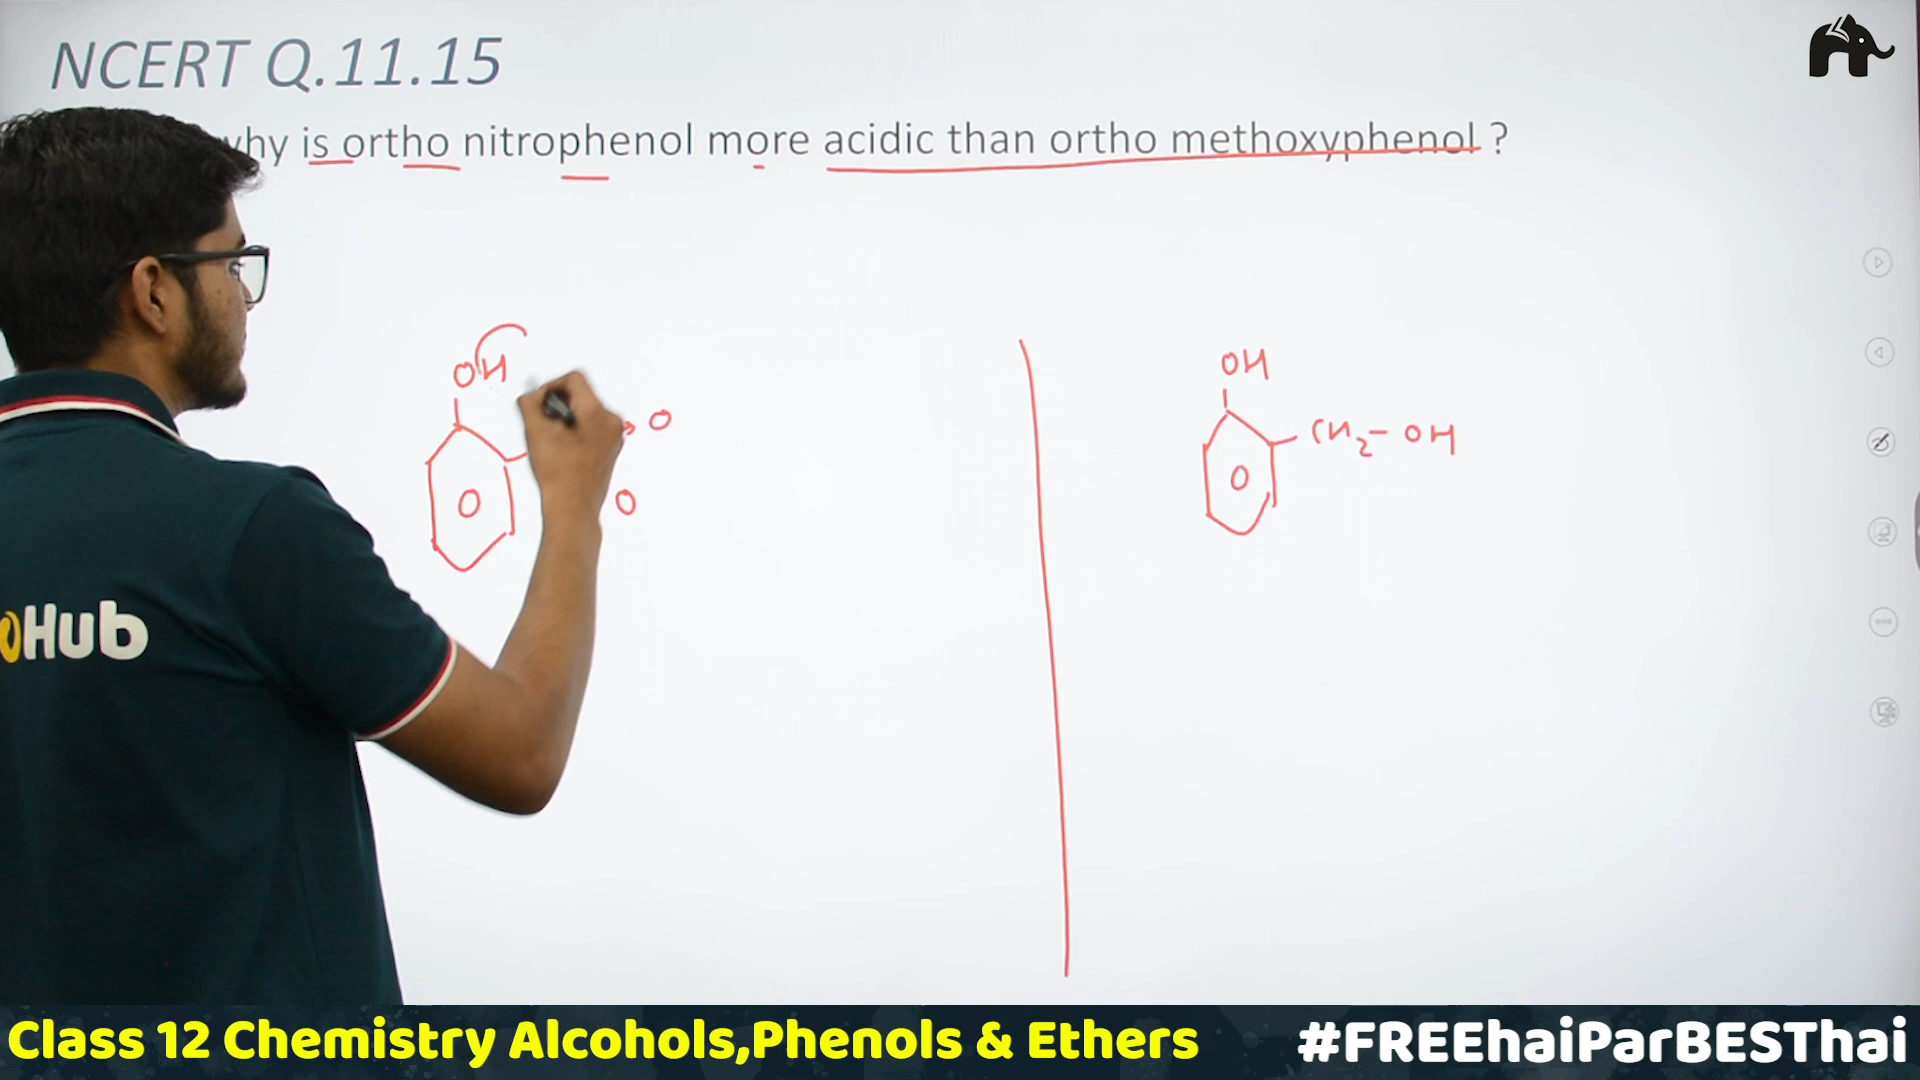 NCERT Q.11.15
why is ortho nitrophenol more acidic than ortho methoxyphenol ?
OH
O
O
O
OH
CH2- OH
O
Hub
Class 12 Chemistry Alcohols,Phenols & Ethers
#FREEhaiParBESThai